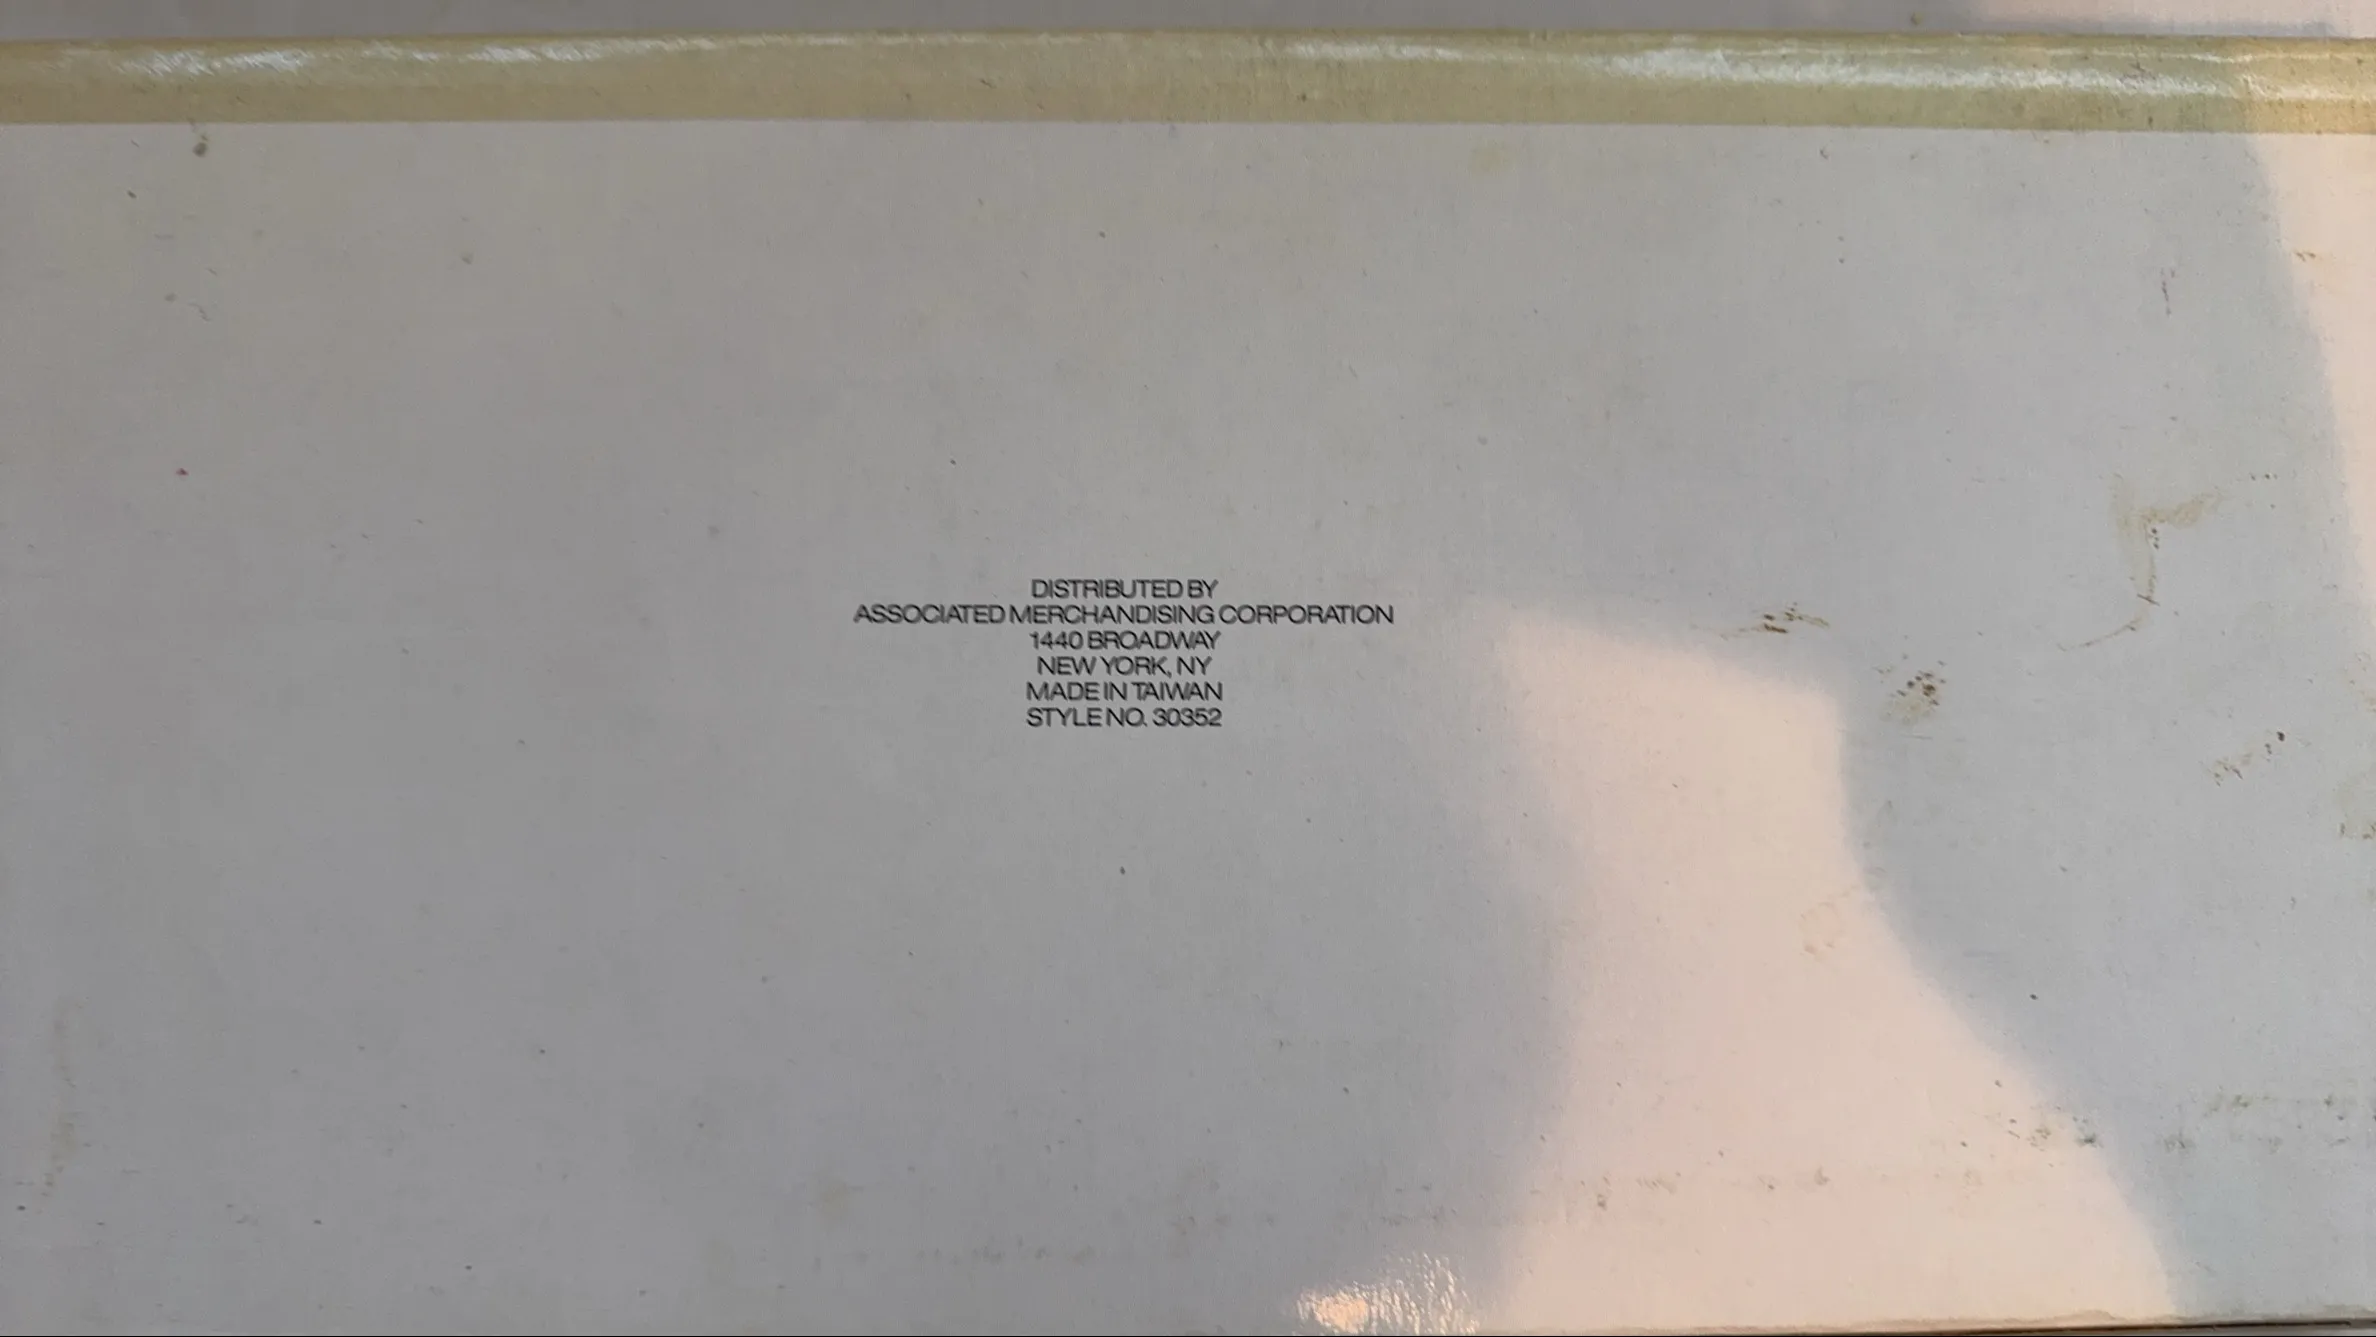 DISTRIBUTED BY
ASSOCIATED MERCHANDISING CORPORATION
1440 BROADWAY
NEW YORK, NY
MADE IN TAIWAN
STYLE NO. 30352